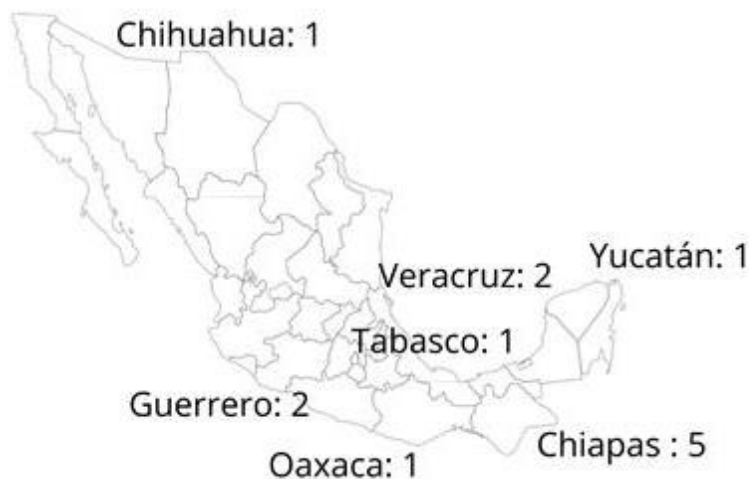 Chihuahua: 1
Yucatán: 1
Veracruz: 2
Tabasco: 1
Guerrero: 2
Chiapas : 5
Oaxaca: 1